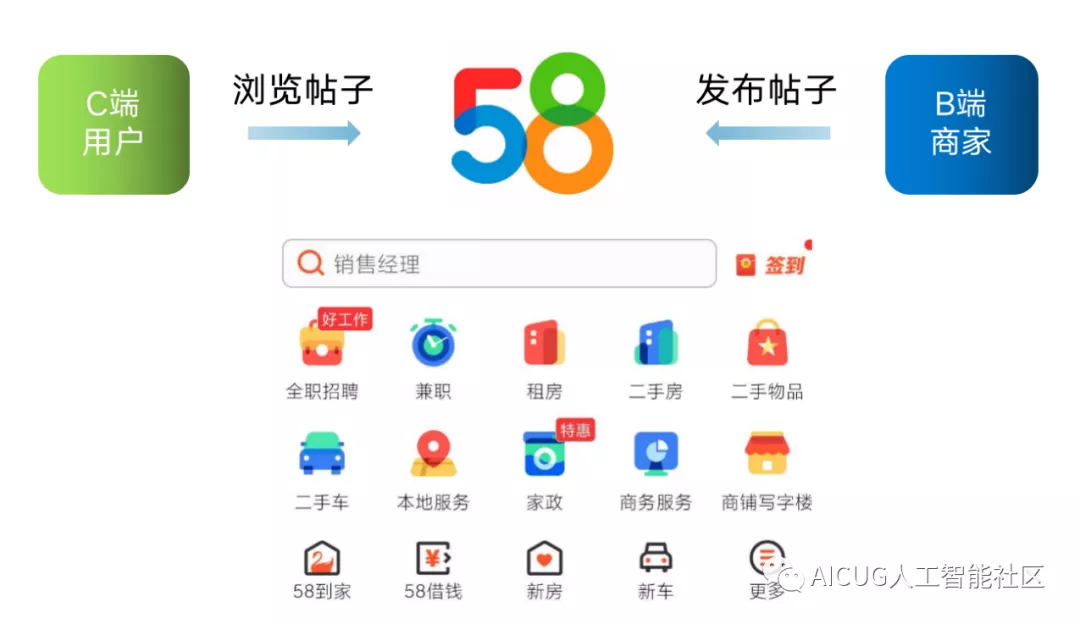 C端
用户
浏览帖子
58
发布帖子
B端
商家
销售经理
签到
好工作
全职招聘
兼职
租房
二手房
二手物品
特惠
二手车
本地服务
家政
商务服务
商铺写字楼
58到家
58借钱
新房
新车
更多
AICUG人工智能社区